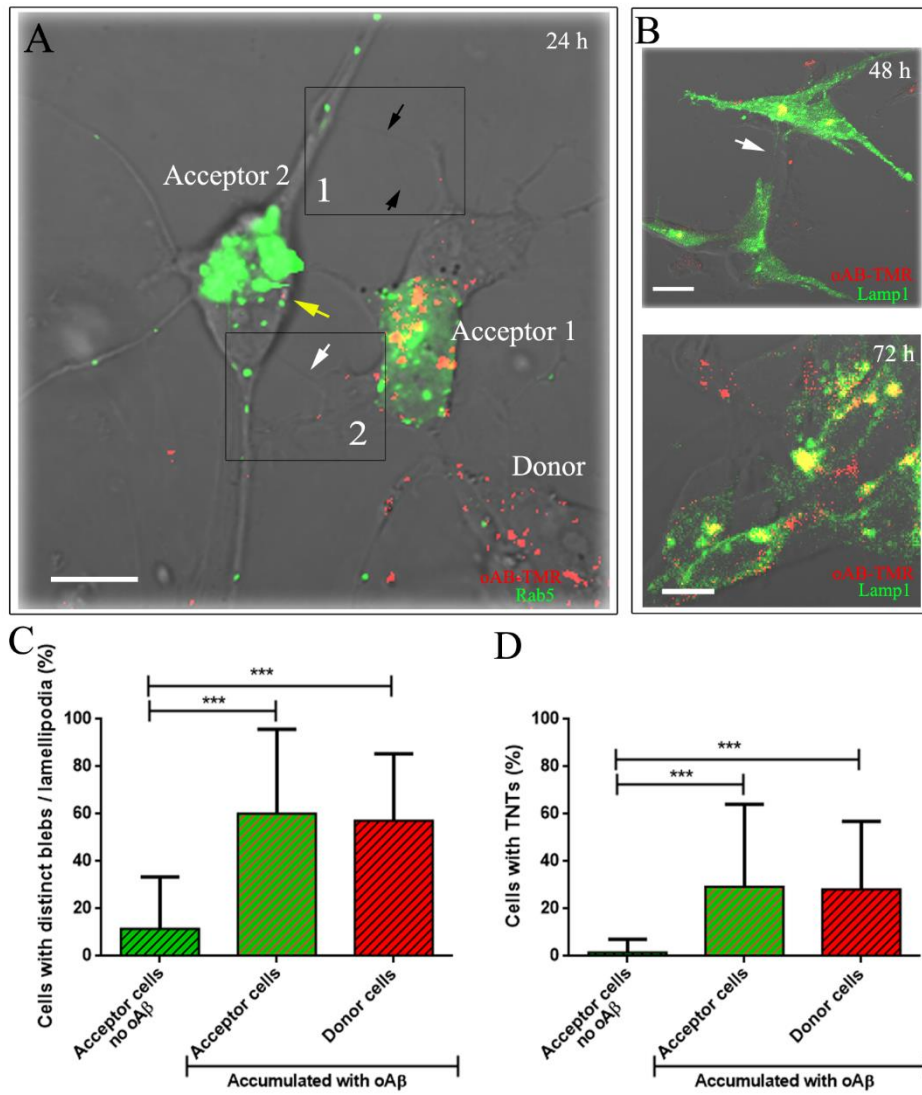 A
24 h
Acceptor 2
1
Acceptor 1
2
Donor
oAB-TMR
Rab5
B
48 h
oAB-TMR
Lamp1
72 h
oAB-TMR
Lamp1
C
Cells with distinct blebs / lamellipodia (%)
100
80
60
40
20
0
***
***
Acceptor cells
no oAβ
Acceptor cells
Donor cells
Accumulated with oAβ
D
Cells with TNTs (%)
100
80
60
40
20
0
***
***
Acceptor cells
no oAβ
Acceptor cells
Donor cells
Accumulated with oAβ